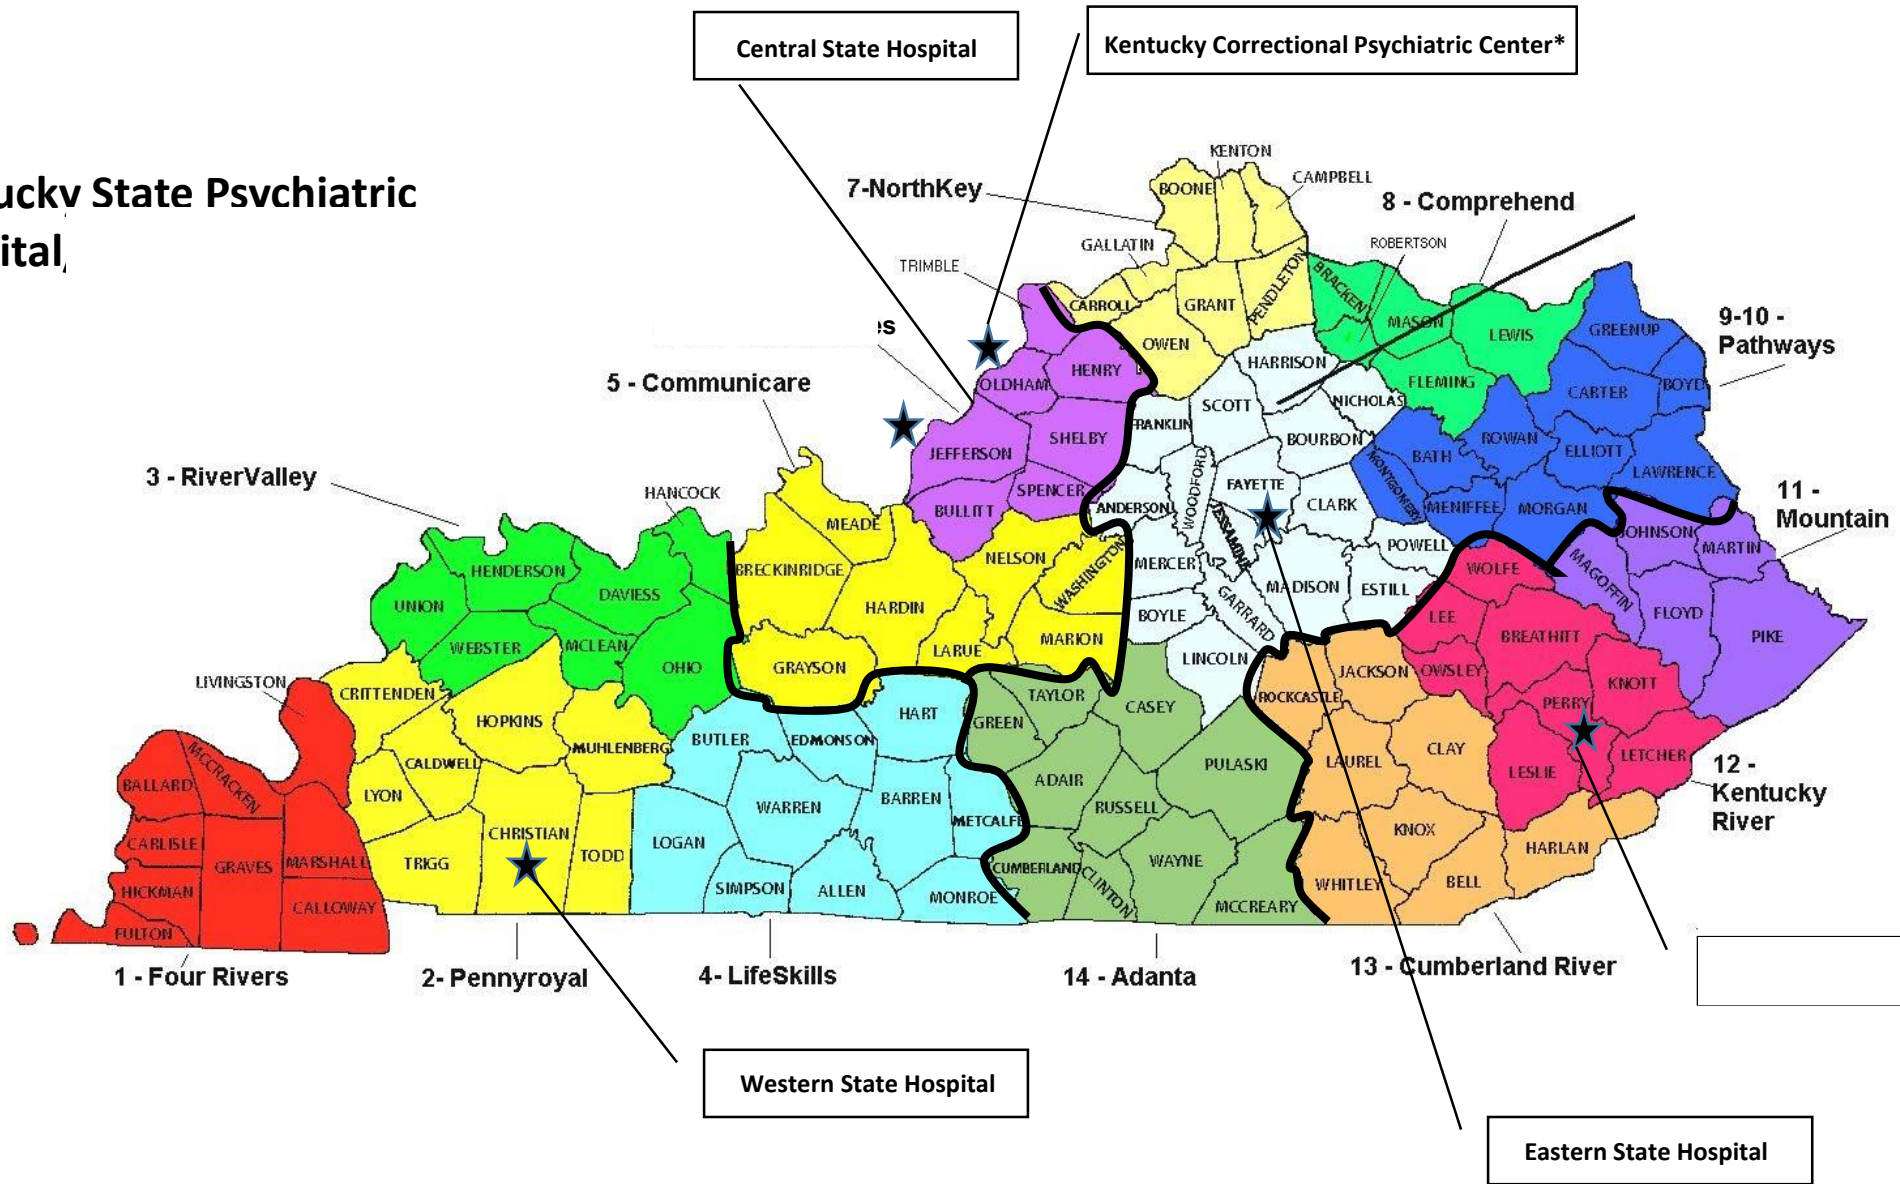 Central State Hospital
Kentucky Correctional Psychiatric Center*
ucky State Psychiatric
ital,
7-NorthKey
KENTON
BOONE
CAMPBELL
8 - Comprehend
GALLATIN
ROBERTSON
TRIMBLE
CARROLL
GRANT
PENDLETON
BRACKEN
MASON
LEWIS
GREENUP
9-10 -
Pathways
es
OWEN
HARRISON
5 - Communicare
OLDHAM
HENRY
FLEMING
CARTER
BOYD
NICHOLAS
SCOTT
FRANKLIN
SHELBY
BOURBON
ROWAN
ELLIOTT
JEFFERSON
BATH
LAWRENCE
3 - RiverValley
HANCOCK
SPENCER
WOODFORD
FAYETTE
MONTGOMERY
11 -
Mountain
BULLITT
ANDERSON
CLARK
MENIFFEE
MORGAN
MEADE
JESSAMINE
JOHNSON
MARTIN
NELSON
WASHINGTON
POWELL
HENDERSON
BRECKINRIDGE
MERCER
MADISON
ESTILL
WOLFE
MAGOFFIN
DAVIESS
UNION
HARDIN
GARRARD
FLOYD
BOYLE
LEE
BREATHITT
PIKE
WEBSTER
MCLEAN
MARION
LARUE
LINCOLN
OHIO
GRAYSON
JACKSON
OWSLEY
KNOTT
LIVINGSTON
CRITTENDEN
TAYLOR
ROCKCASTLE
PERRY
HOPKINS
HART
GREEN
CASEY
MUHLENBERG
BUTLER
EDMONSON
CLAY
LETCHER
MCCRACKEN
CALDWELL
PULASKI
LAUREL
LESLIE
12 -
Kentucky
River
BALLARD
LYON
ADAIR
WARREN
BARREN
RUSSELL
METCALFE
CARLISLE
CHRISTIAN
KNOX
HARLAN
LOGAN
GRAVES
MARSHALL
TRIGG
TODD
WAYNE
CUMBERLAND
CLINTON
HICKMAN
SIMPSON
ALLEN
MONROE
WHITLEY
BELL
CALLOWAY
MCCREARY
FULTON
1 - Four Rivers
2- Pennyroyal
4- LifeSkills
14 - Adanta
13 - Cumberland River
Western State Hospital
Eastern State Hospital